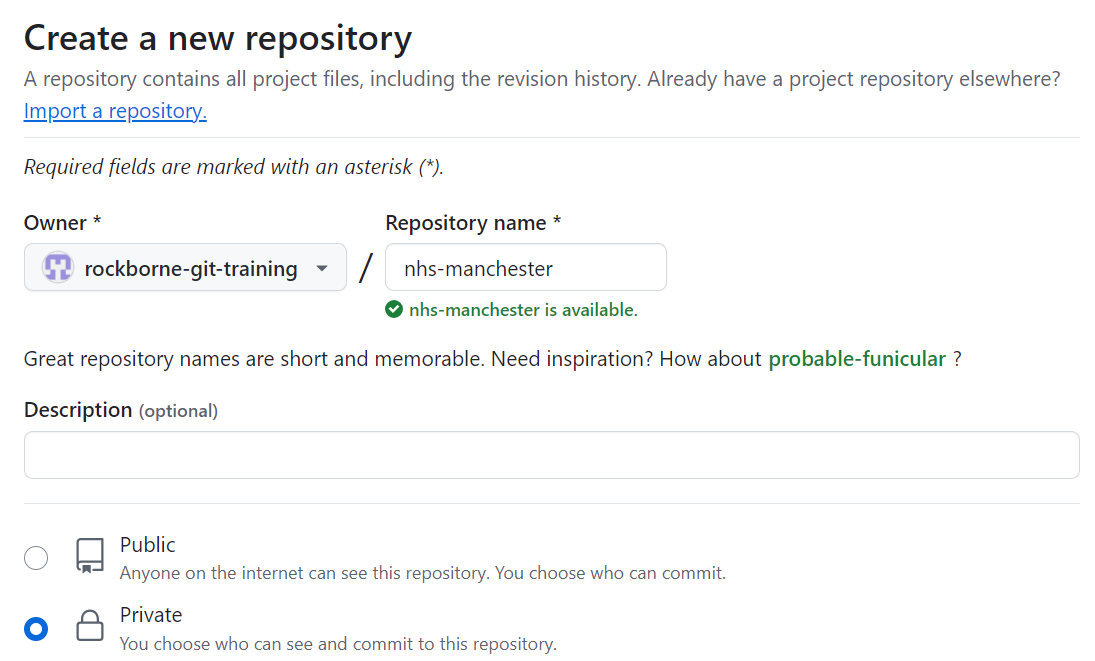 Create a new repository
A repository contains all project files, including the revision history. Already have a project repository elsewhere?
Import a repository.
Required fields are marked with an asterisk (*).
Owner *
Repository name *
rockborne-git-training
/
nhs-manchester
nhs-manchester is available.
Great repository names are short and memorable. Need inspiration? How about probable-funicular ?
Description (optional)
Public
Anyone on the internet can see this repository. You choose who can commit.
Private
You choose who can see and commit to this repository.